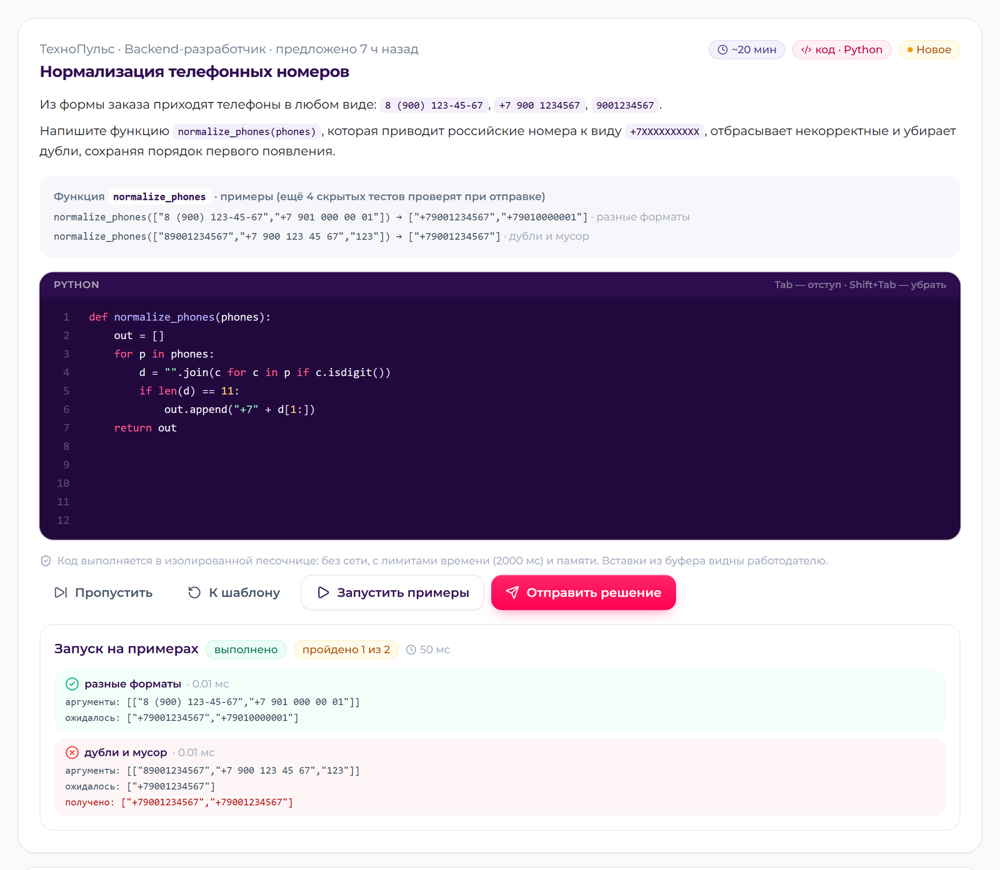 ТехноПульс · Backend-разработчик · предложено 7 ч назад
~20 мин
код · Python
Новое
Нормализация телефонных номеров
Из формы заказа приходят телефоны в любом виде: 8 (900) 123-45-67, +7 900 1234567, 9001234567.
Напишите функцию normalize_phones(phones), которая приводит российские номера к виду +7XXXXXXXXXX, отбрасывает некорректные и убирает
дубли, сохраняя порядок первого появления.
Функция normalize_phones · примеры (ещё 4 скрытых тестов проверят при отправке)
normalize_phones(["8 (900) 123-45-67","+7 901 000 00 01"]) → ["+79001234567","+79010000001"] · разные форматы
normalize_phones(["89001234567","+7 900 123 45 67","123"]) → ["+79001234567"] · дубли и мусор
PYTHON
Tab — отступ · Shift+Tab — убрать
1 def normalize_phones(phones):
2     out = []
3     for p in phones:
4         d = "".join(c for c in p if c.isdigit())
5         if len(d) == 11:
6             out.append("+7" + d[1:])
7     return out
8
9
10
11
12
Код выполняется в изолированной песочнице: без сети, с лимитами времени (2000 мс) и памяти. Вставки из буфера видны работодателю.
Пропустить
К шаблону
Запустить примеры
Отправить решение
Запуск на примерах
выполнено
пройдено 1 из 2
50 мс
разные форматы · 0.01 мс
аргументы: [["8 (900) 123-45-67","+7 901 000 00 01"]]
ожидалось: ["+79001234567","+79010000001"]
дубли и мусор · 0.01 мс
аргументы: [["89001234567","+7 900 123 45 67","123"]]
ожидалось: ["+79001234567"]
получено: ["+79001234567","+79001234567"]